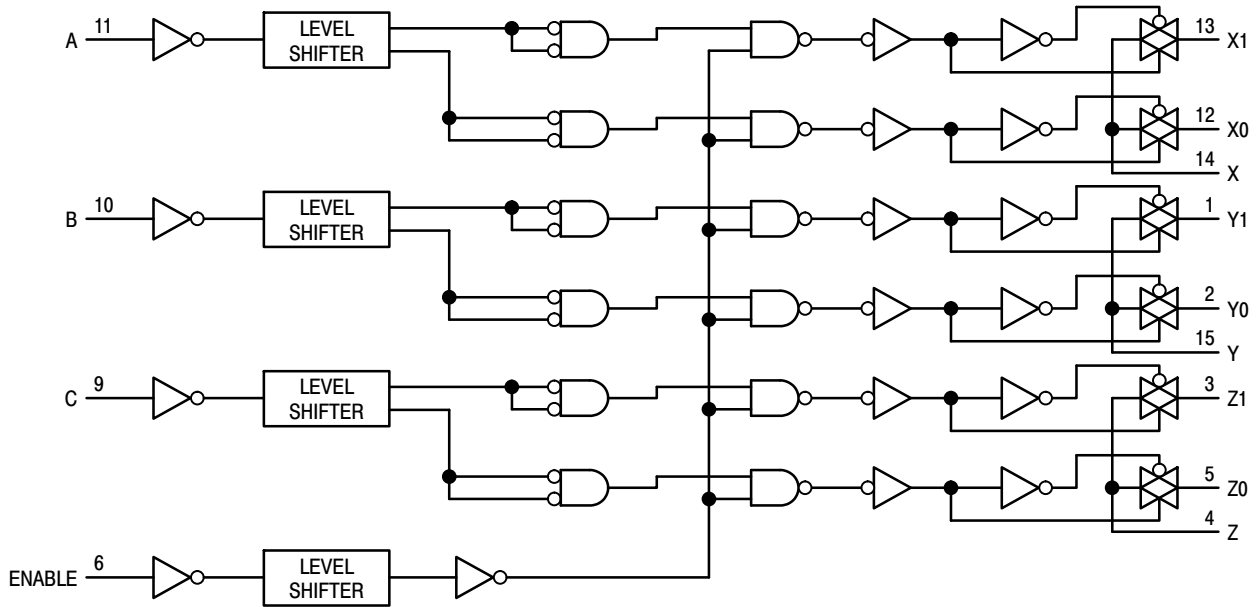 A 11 LEVEL SHIFTER 13 X1
12 X0
14 X
B 10 LEVEL SHIFTER 1 Y1
2 Y0
15 Y
C 9 LEVEL SHIFTER 3 Z1
5 Z0
4 Z
ENABLE 6 LEVEL SHIFTER